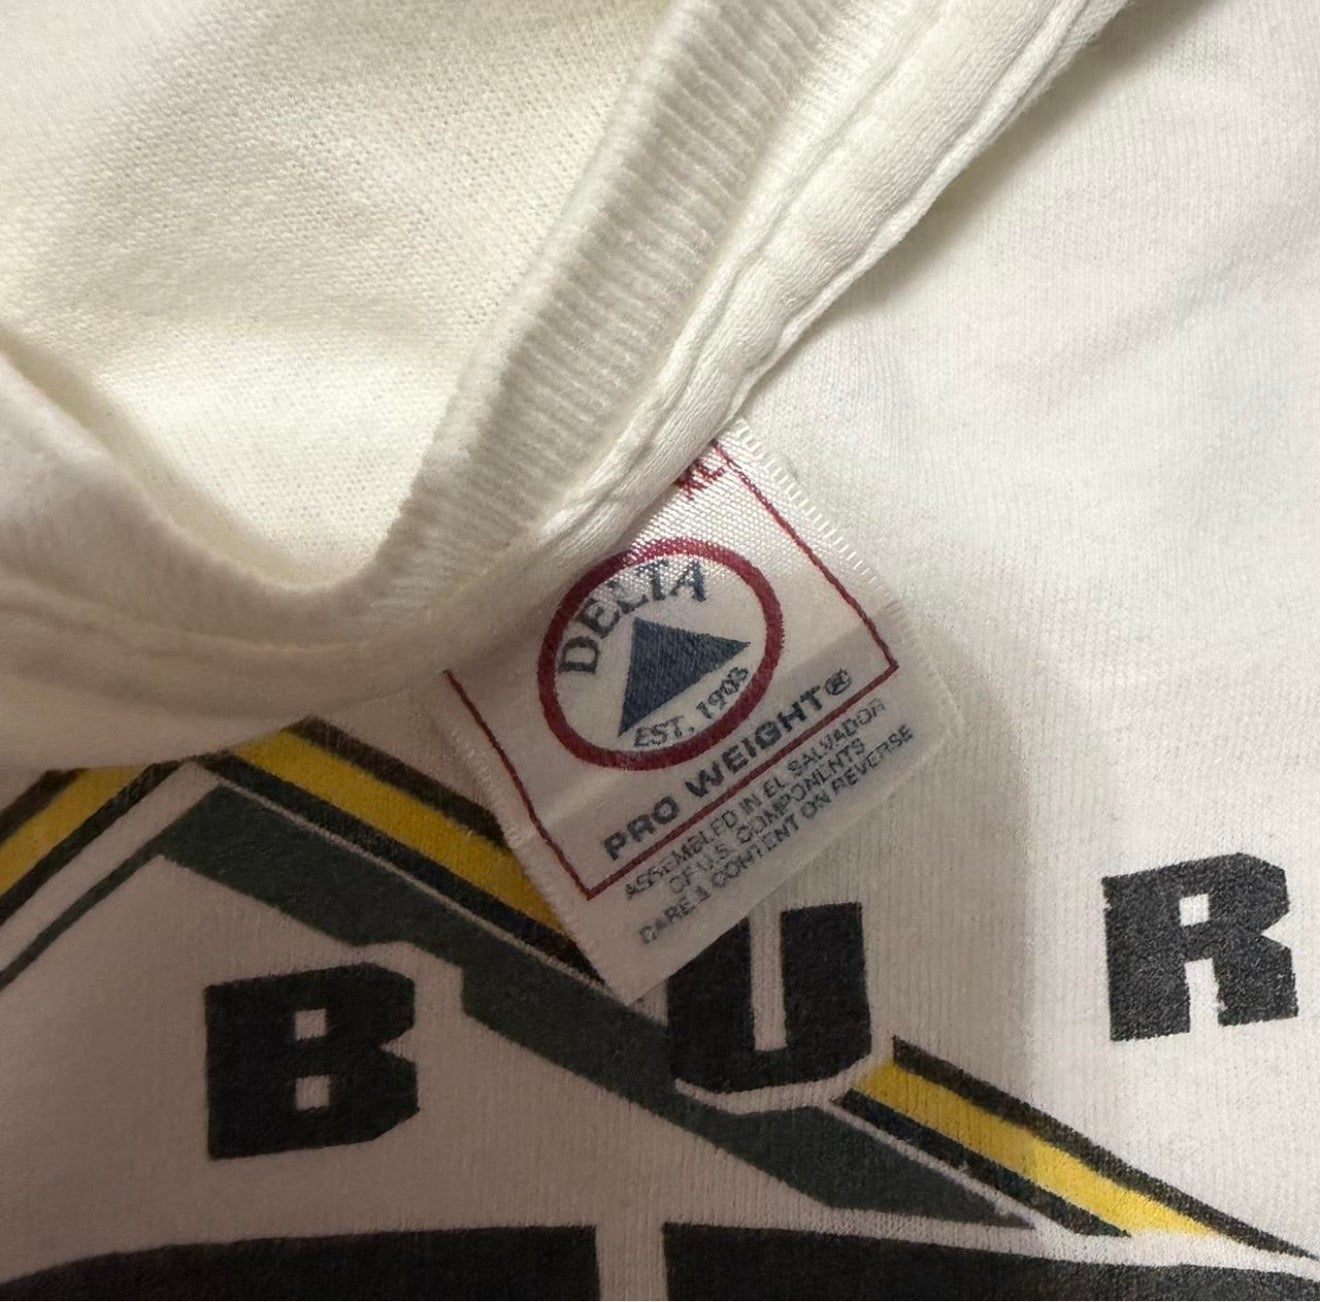 XL
DELTA
EST. 1903
PRO WEIGHT®
ASSEMBLED IN EL SALVADOR
OF U.S. COMPONENTS
CARE & CONTENT ON REVERSE
B U R